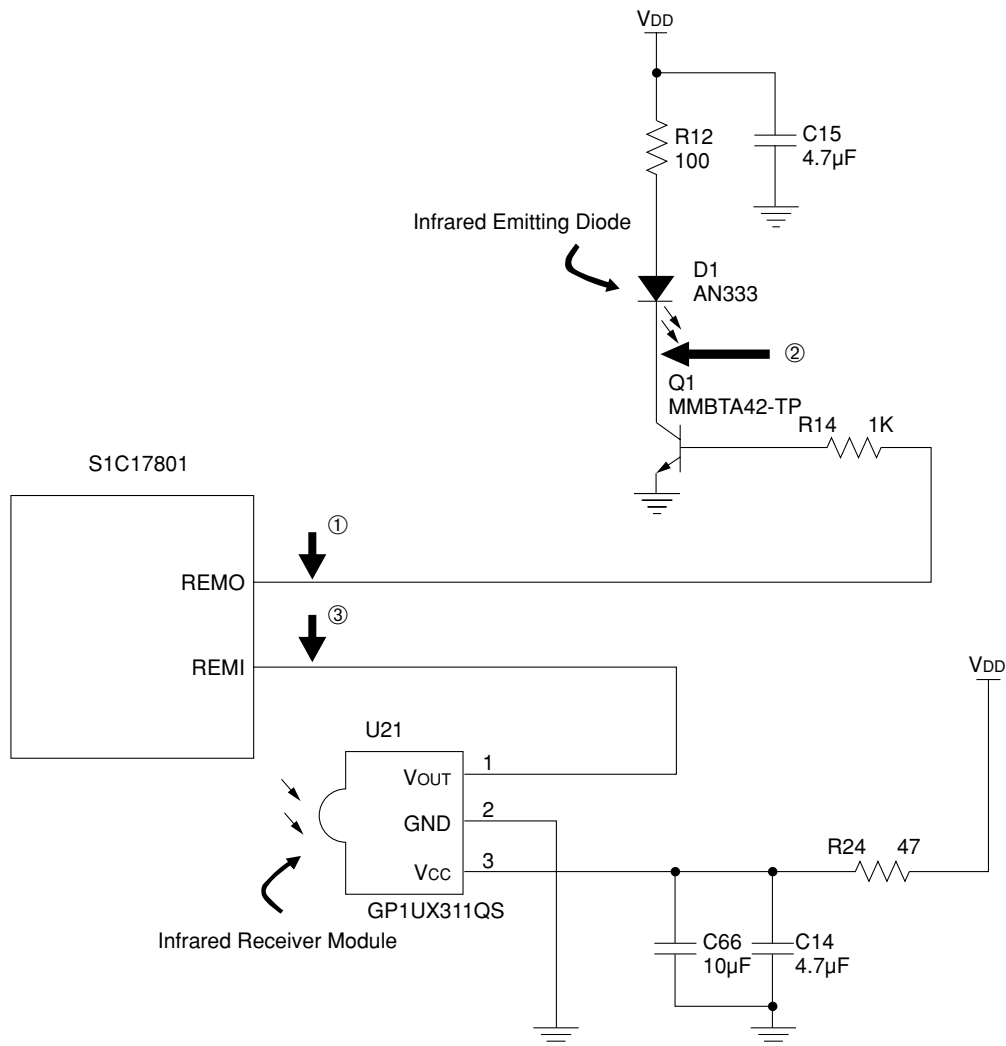 VDD
R12
100
C15
4.7µF
Infrared Emitting Diode
D1
AN333
②
Q1
MMBTA42-TP
R14 1K
S1C17801
①
REMO
③
REMI
VDD
U21
VOUT 1
GND 2
VCC 3
R24 47
GP1UX311QS
Infrared Receiver Module
C66
10µF
C14
4.7µF